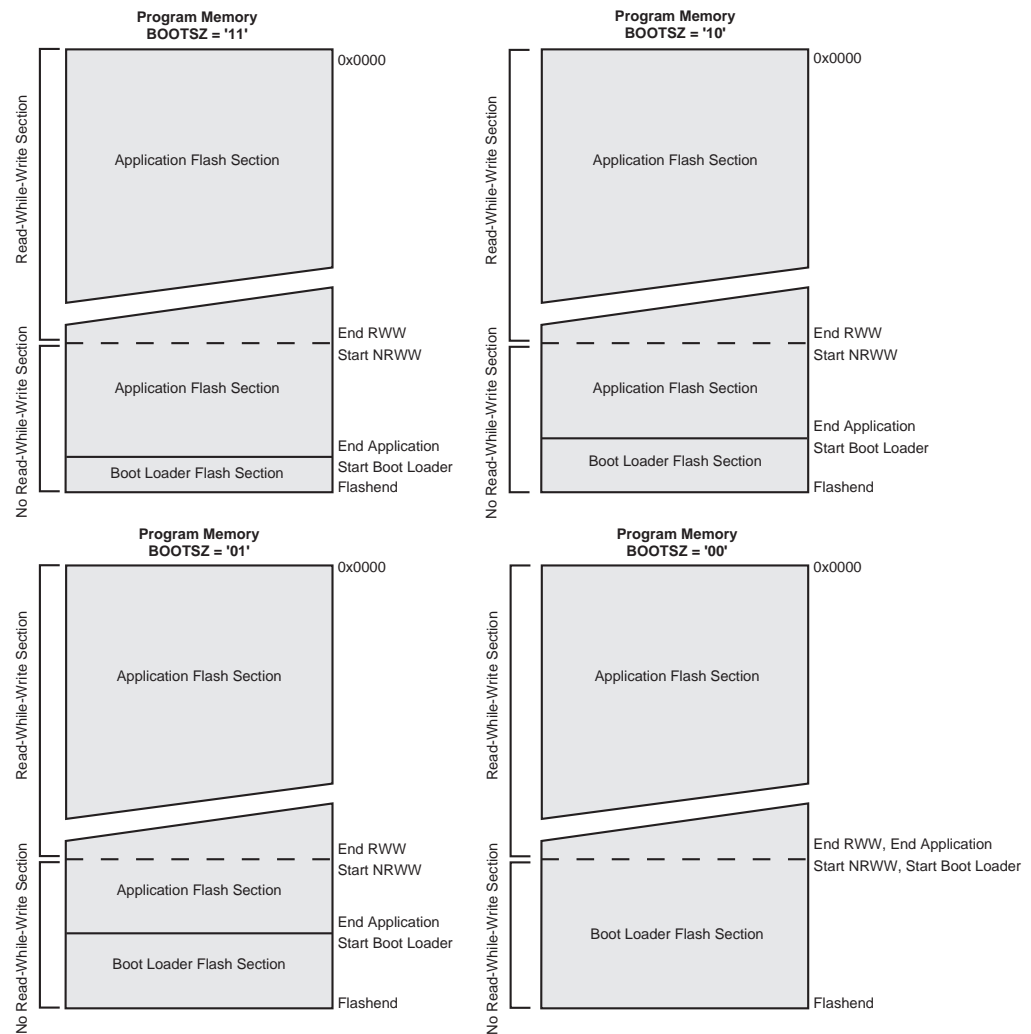 Program Memory
BOOTSZ = '11'
0x0000
Read-While-Write Section
Application Flash Section
End RWW
Start NRWW
No Read-While-Write Section
Application Flash Section
End Application
Start Boot Loader
Boot Loader Flash Section
Flashend
Program Memory
BOOTSZ = '10'
0x0000
Read-While-Write Section
Application Flash Section
End RWW
Start NRWW
No Read-While-Write Section
Application Flash Section
End Application
Start Boot Loader
Boot Loader Flash Section
Flashend
Program Memory
BOOTSZ = '01'
0x0000
Read-While-Write Section
Application Flash Section
End RWW
Start NRWW
No Read-While-Write Section
Application Flash Section
End Application
Start Boot Loader
Boot Loader Flash Section
Flashend
Program Memory
BOOTSZ = '00'
0x0000
Read-While-Write Section
Application Flash Section
End RWW, End Application
Start NRWW, Start Boot Loader
No Read-While-Write Section
Boot Loader Flash Section
Flashend